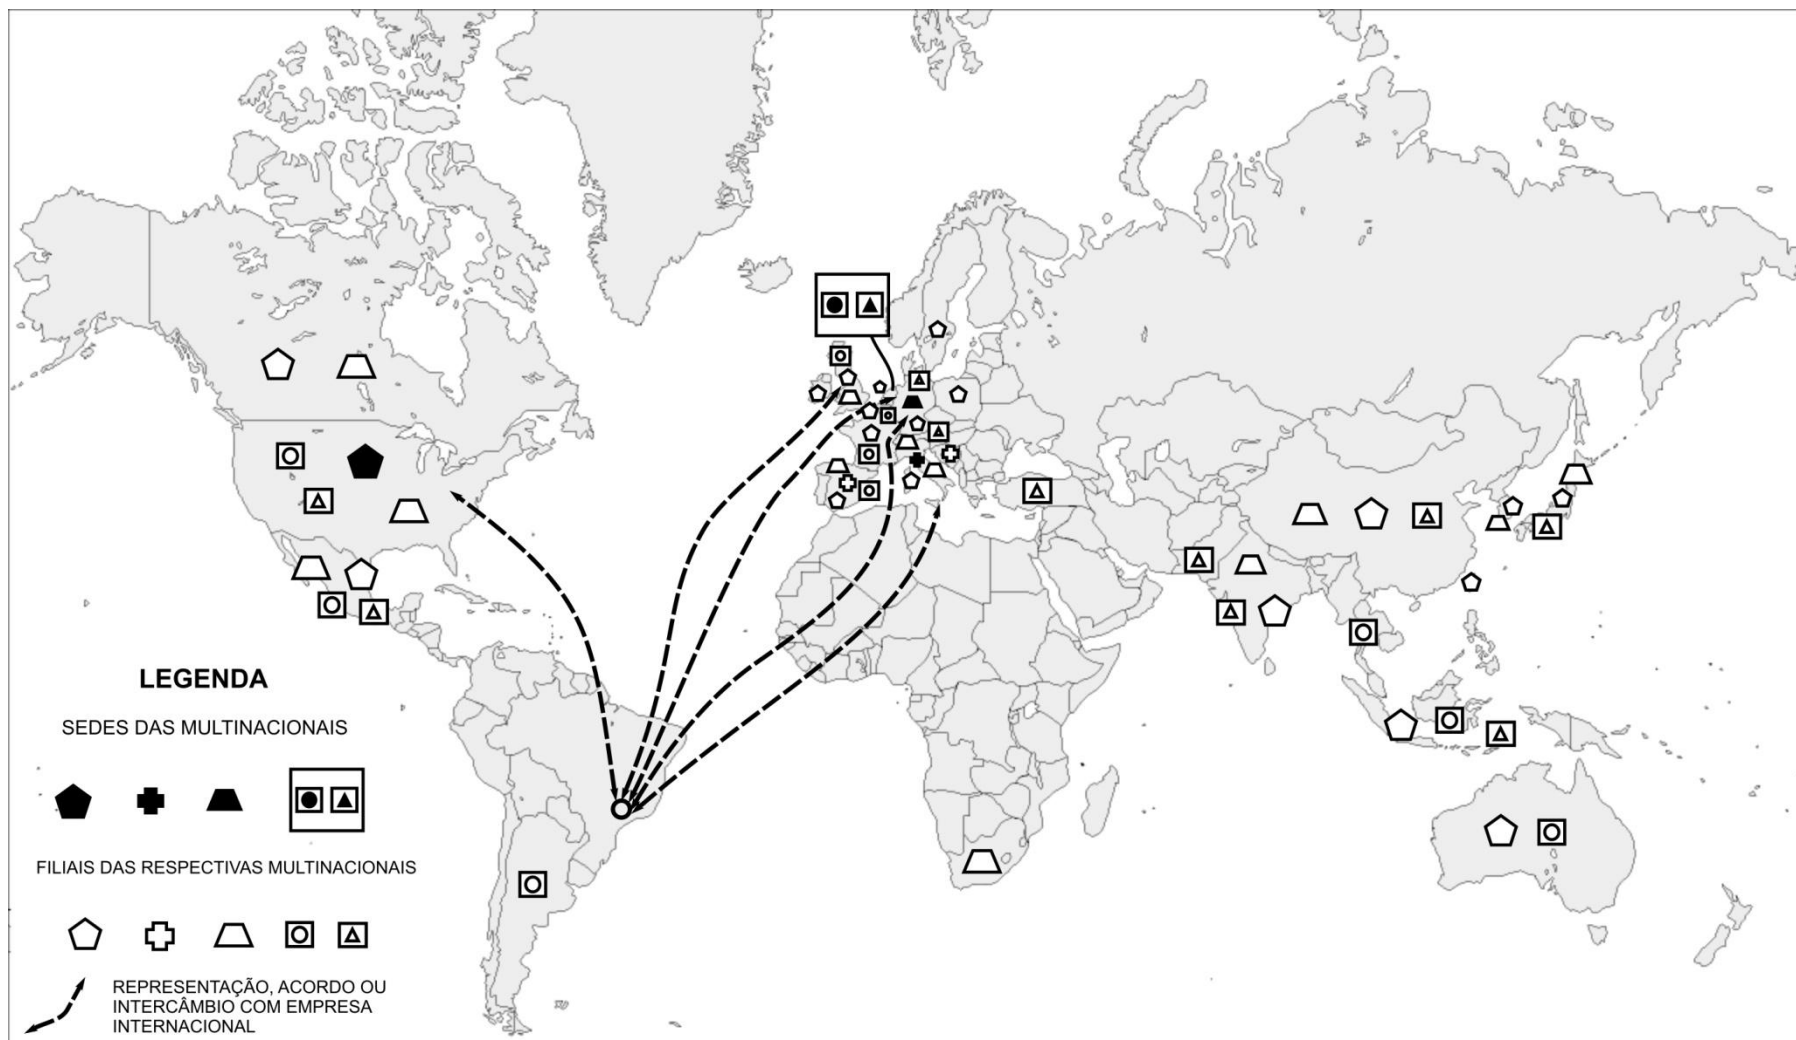 LEGENDA
SEDES DAS MULTINACIONAIS
FILIAIS DAS RESPECTIVAS MULTINACIONAIS
REPRESENTAÇÃO, ACORDO OU
INTERCÂMBIO COM EMPRESA
INTERNACIONAL